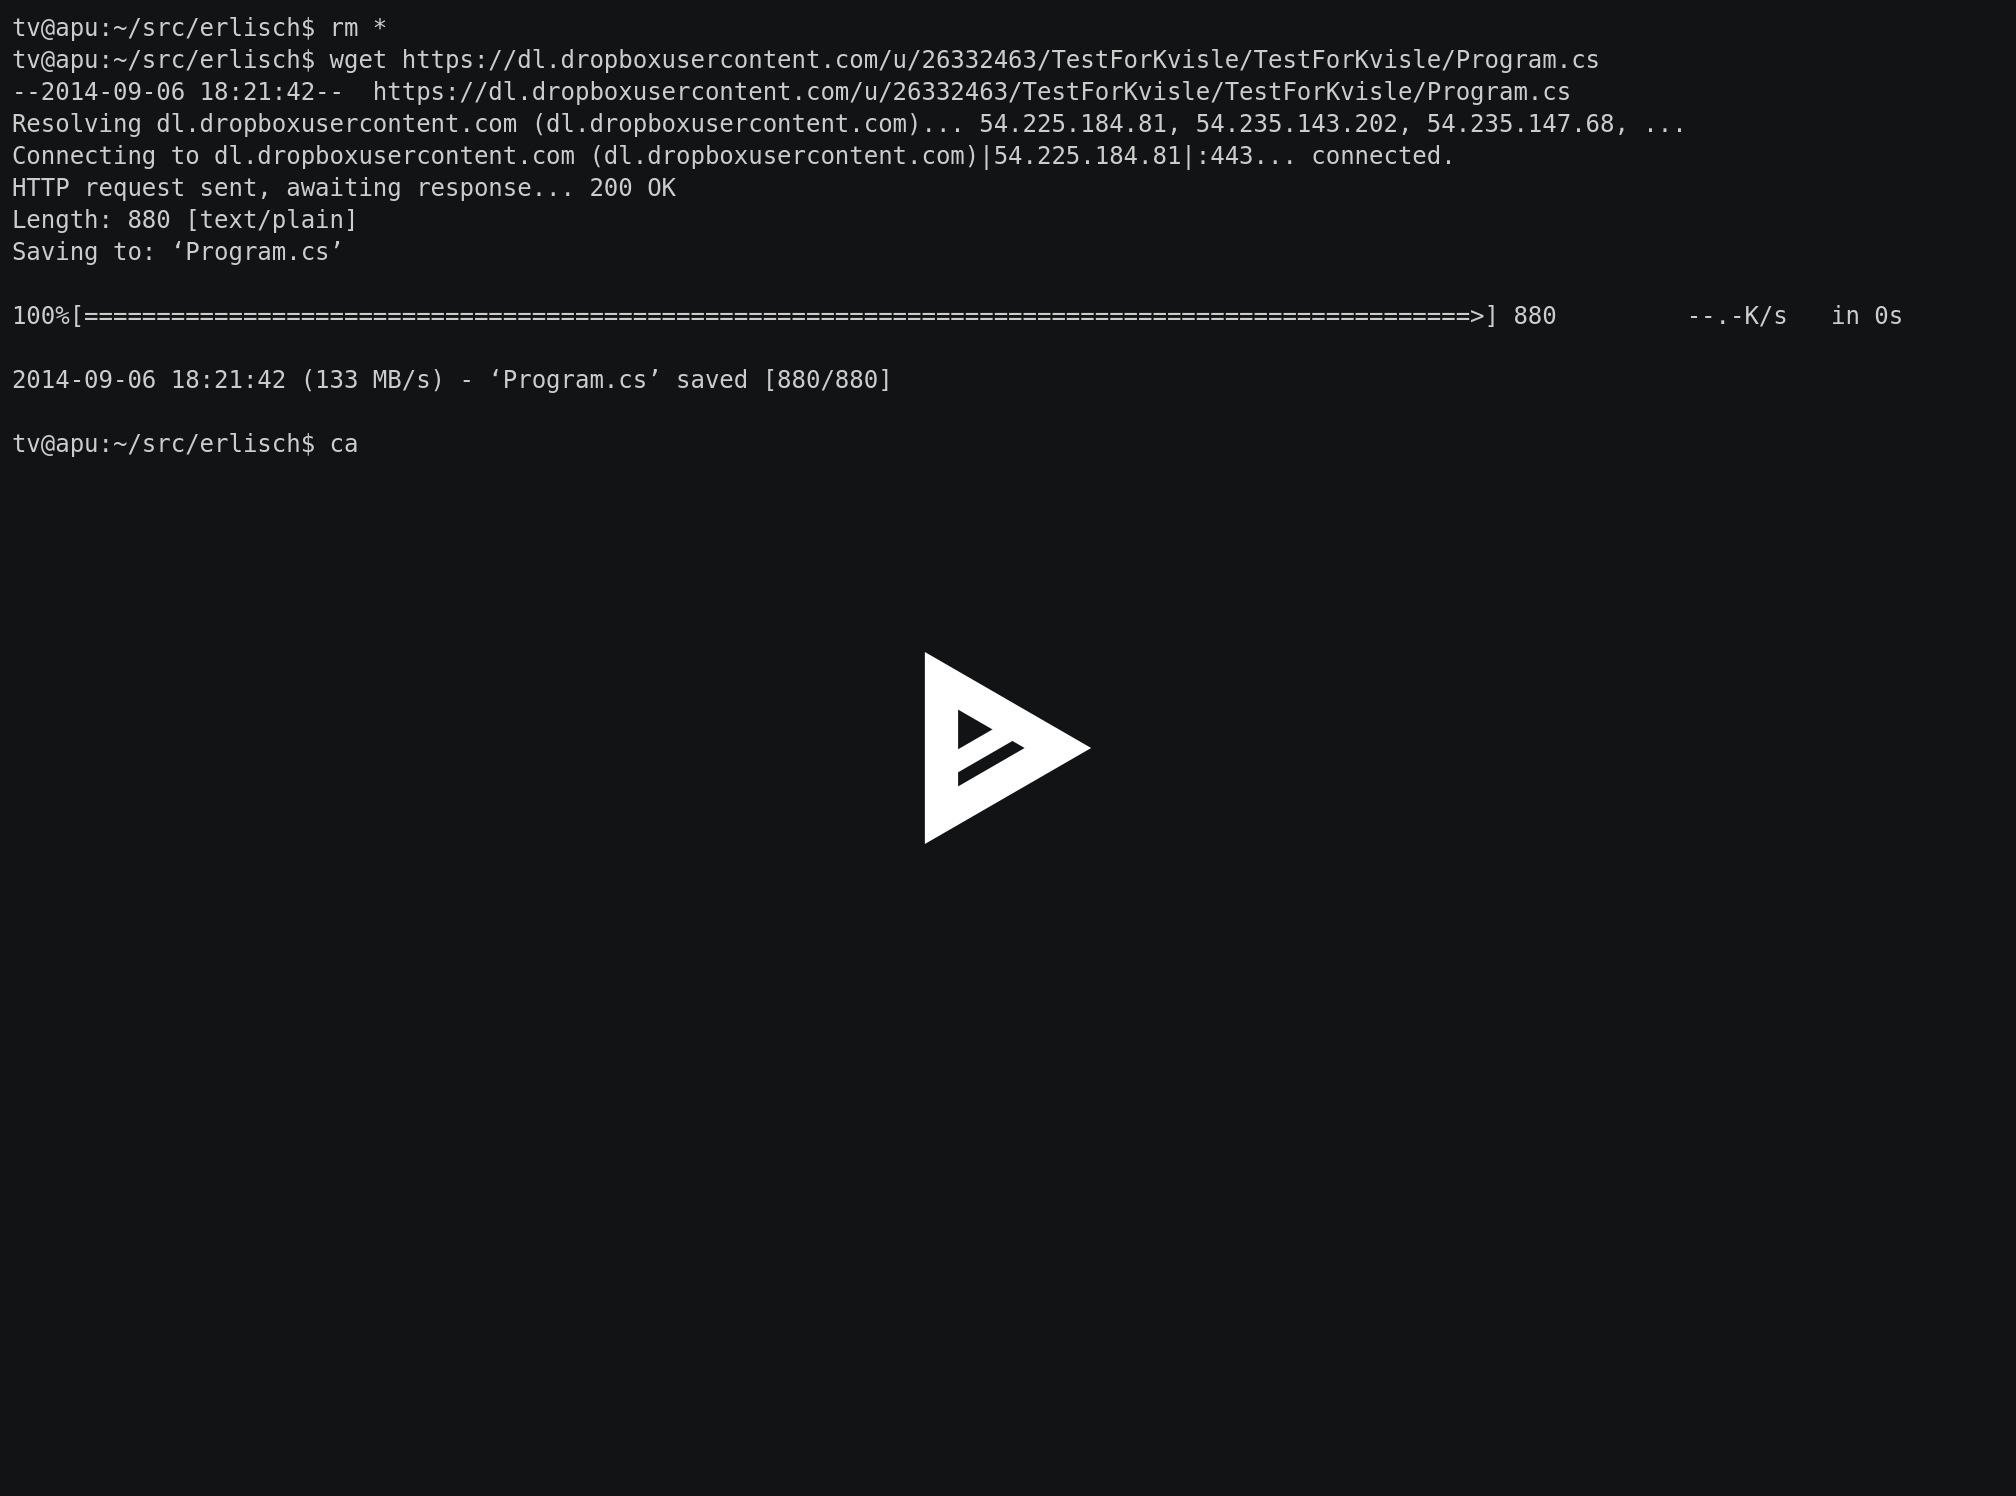 tv@apu:~/src/erlisch$ rm *
tv@apu:~/src/erlisch$ wget https://dl.dropboxusercontent.com/u/26332463/TestForKvisle/TestForKvisle/Program.cs
--2014-09-06 18:21:42--  https://dl.dropboxusercontent.com/u/26332463/TestForKvisle/TestForKvisle/Program.cs
Resolving dl.dropboxusercontent.com (dl.dropboxusercontent.com)... 54.225.184.81, 54.235.143.202, 54.235.147.68, ...
Connecting to dl.dropboxusercontent.com (dl.dropboxusercontent.com)|54.225.184.81|:443... connected.
HTTP request sent, awaiting response... 200 OK
Length: 880 [text/plain]
Saving to: ‘Program.cs’
100%[================================================================================================>] 880         --.-K/s   in 0s
2014-09-06 18:21:42 (133 MB/s) - ‘Program.cs’ saved [880/880]
tv@apu:~/src/erlisch$ ca